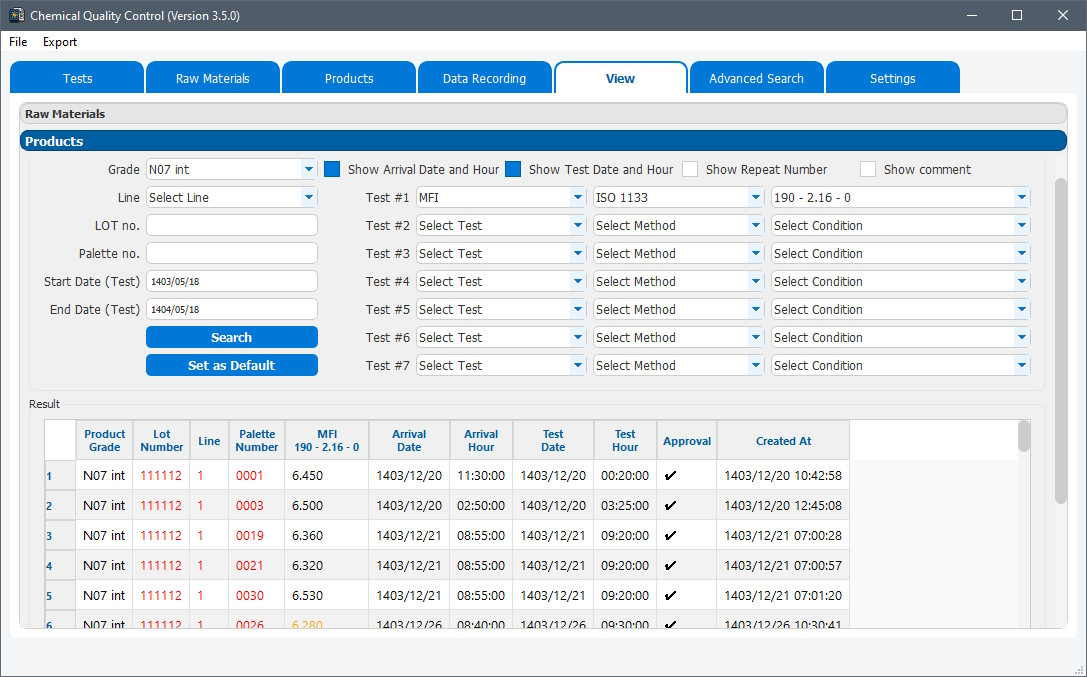 Chemical Quality Control (Version 3.5.0)
File Export
Tests Raw Materials Products Data Recording View Advanced Search Settings
Raw Materials
Products
Grade N07 int Show Arrival Date and Hour Show Test Date and Hour Show Repeat Number Show comment
Line Select Line Test #1 MFI ISO 1133 190 - 2.16 - 0
LOT no. Test #2 Select Test Select Method Select Condition
Palette no. Test #3 Select Test Select Method Select Condition
Start Date (Test) 1403/05/18 Test #4 Select Test Select Method Select Condition
End Date (Test) 1404/05/18 Test #5 Select Test Select Method Select Condition
Search Test #6 Select Test Select Method Select Condition
Set as Default Test #7 Select Test Select Method Select Condition
Result
Product Lot Palette MFI Arrival Arrival Test Test
Line Approval Created At
Grade Number Number 190 - 2.16 - 0 Date Hour Date Hour
1 N07 int 111112 1 0001 6.450 1403/12/20 11:30:00 1403/12/20 00:20:00 ✔ 1403/12/20 10:42:58
2 N07 int 111112 1 0003 6.500 1403/12/20 02:50:00 1403/12/20 03:25:00 ✔ 1403/12/20 12:45:08
3 N07 int 111112 1 0019 6.360 1403/12/21 08:55:00 1403/12/21 09:20:00 ✔ 1403/12/21 07:00:28
4 N07 int 111112 1 0021 6.320 1403/12/21 08:55:00 1403/12/21 09:20:00 ✔ 1403/12/21 07:00:57
5 N07 int 111112 1 0030 6.530 1403/12/21 08:55:00 1403/12/21 09:20:00 ✔ 1403/12/21 07:01:20
6 N07 int 111112 1 0026 6.280 1403/12/26 08:40:00 1403/12/26 09:30:00 ✔ 1403/12/26 10:30:41